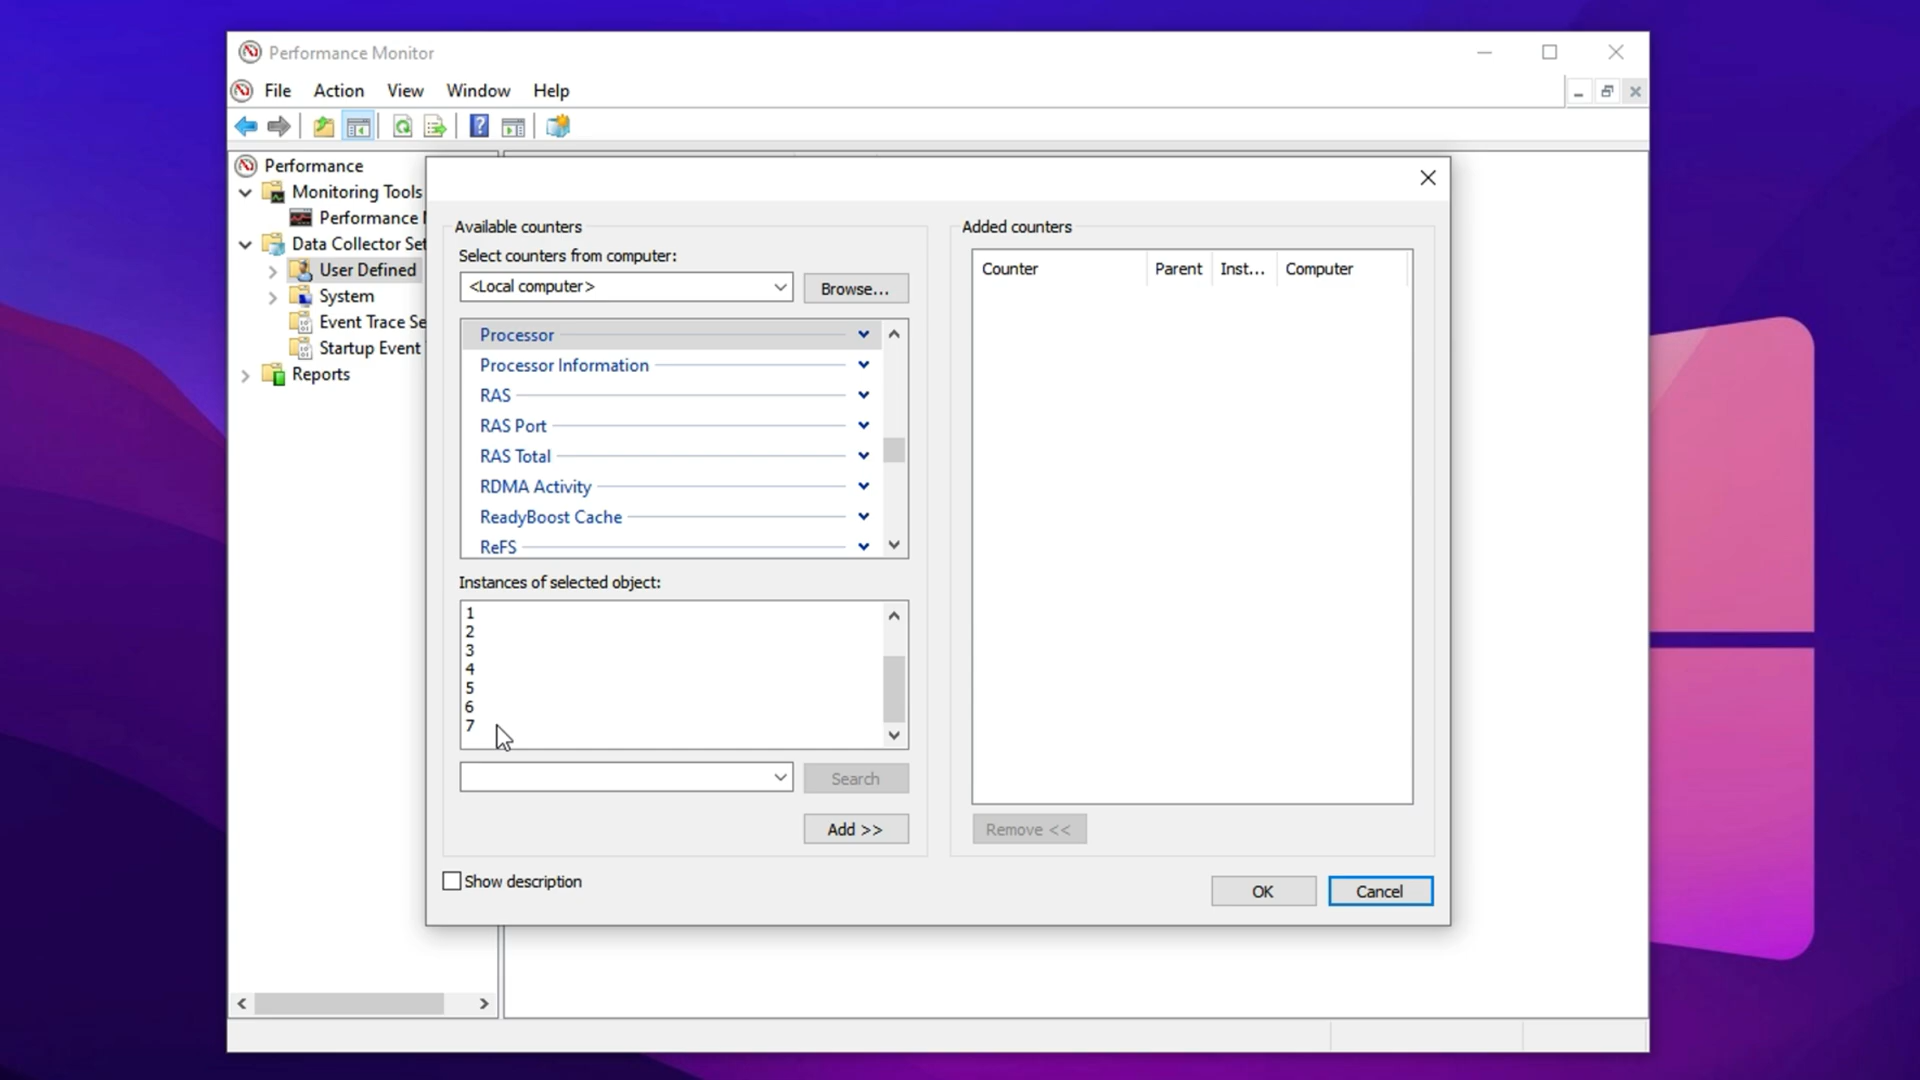 Performance Monitor
File Action View Window Help
Performance
Monitoring Tools
Performance
Data Collector Set
User Defined
System
Event Trace Se
Startup Event
Reports
Available counters
Select counters from computer:
<Local computer>
Browse...
Processor
Processor Information
RAS
RAS Port
RAS Total
RDMA Activity
ReadyBoost Cache
ReFS
Instances of selected object:
1
2
3
4
5
6
7
Search
Add >>
Show description
Added counters
Counter Parent Inst... Computer
Remove <<
OK Cancel